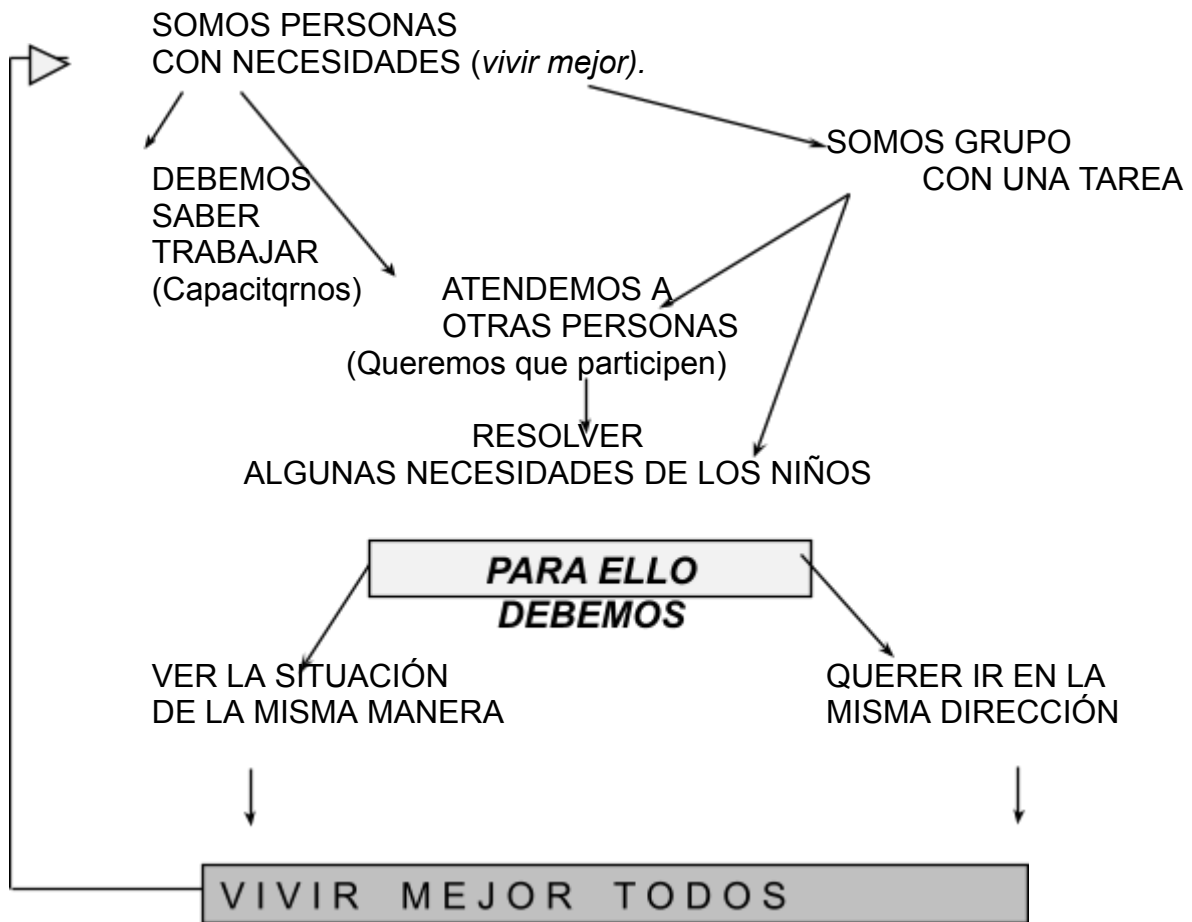 SOMOS PERSONAS
CON NECESIDADES (vivir mejor).
SOMOS GRUPO
CON UNA TAREA
DEBEMOS
SABER
TRABAJAR
(Capacitqrnos)
ATENDEMOS A
OTRAS PERSONAS
(Queremos que participen)
RESOLVER
ALGUNAS NECESIDADES DE LOS NIÑOS
PARA ELLO
DEBEMOS
VER LA SITUACIÓN
DE LA MISMA MANERA
QUERER IR EN LA
MISMA DIRECCIÓN
VIVIR MEJOR TODOS